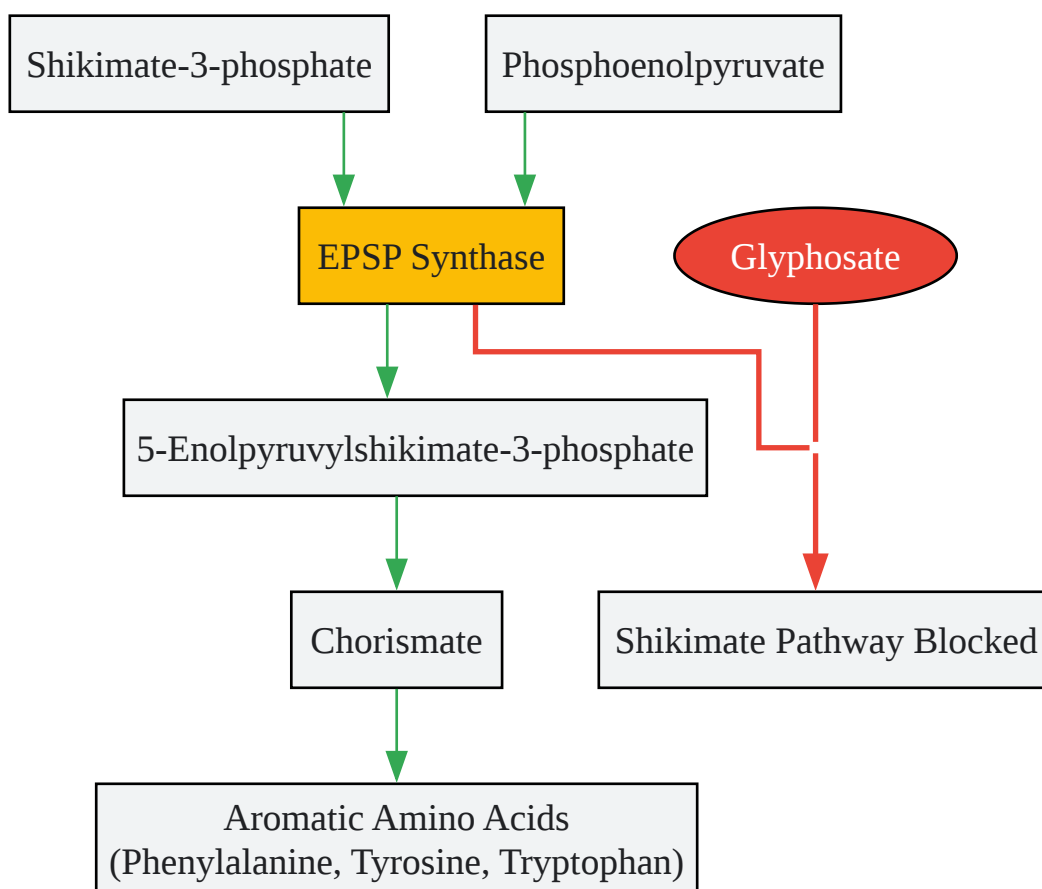 Shikimate-3-phosphate
Phosphoenolpyruvate
EPSP Synthase
Glyphosate
5-Enolpyruvylshikimate-3-phosphate
Chorismate
Shikimate Pathway Blocked
Aromatic Amino Acids
(Phenylalanine, Tyrosine, Tryptophan)